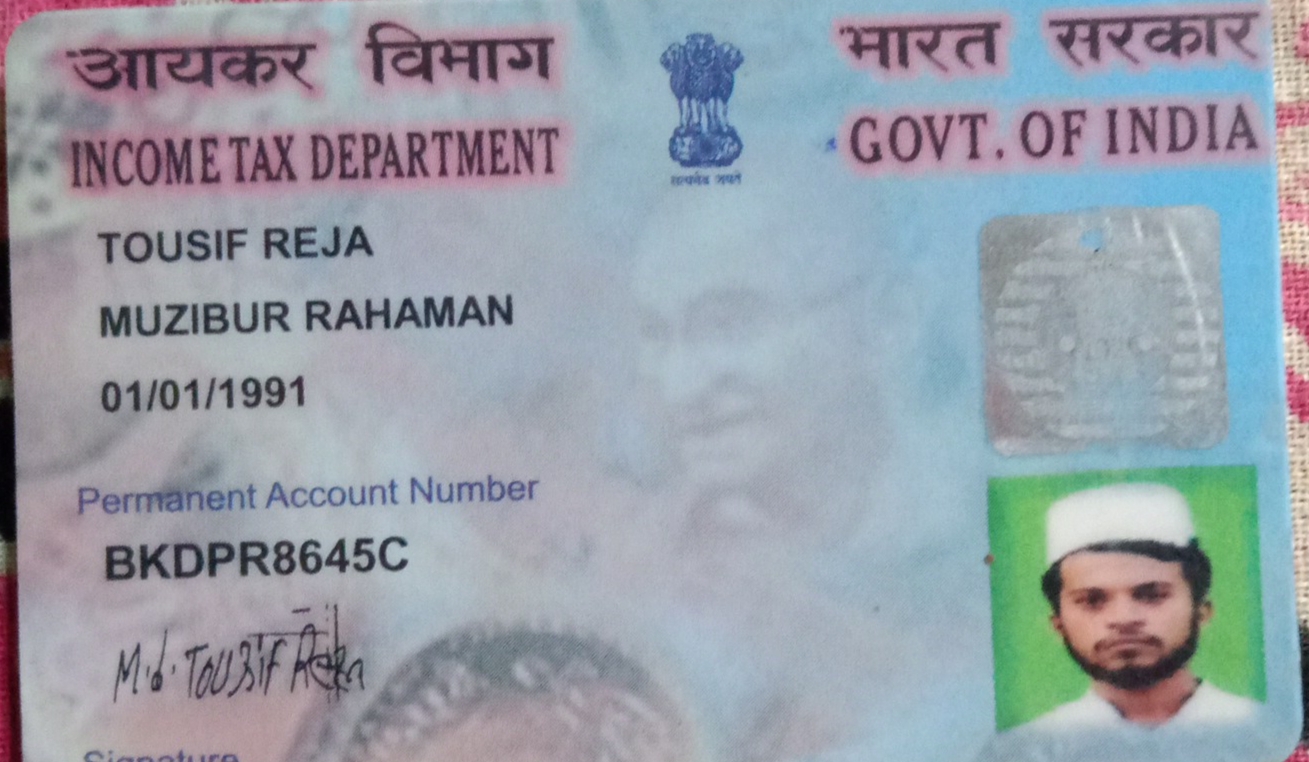 आयकर विभाग
भारत सरकार
INCOME TAX DEPARTMENT
GOVT. OF INDIA
सत्यमेव जयते
TOUSIF REJA
MUZIBUR RAHAMAN
01/01/1991
Permanent Account Number
BKDPR8645C
Md. TOUSIF Reja
Signature